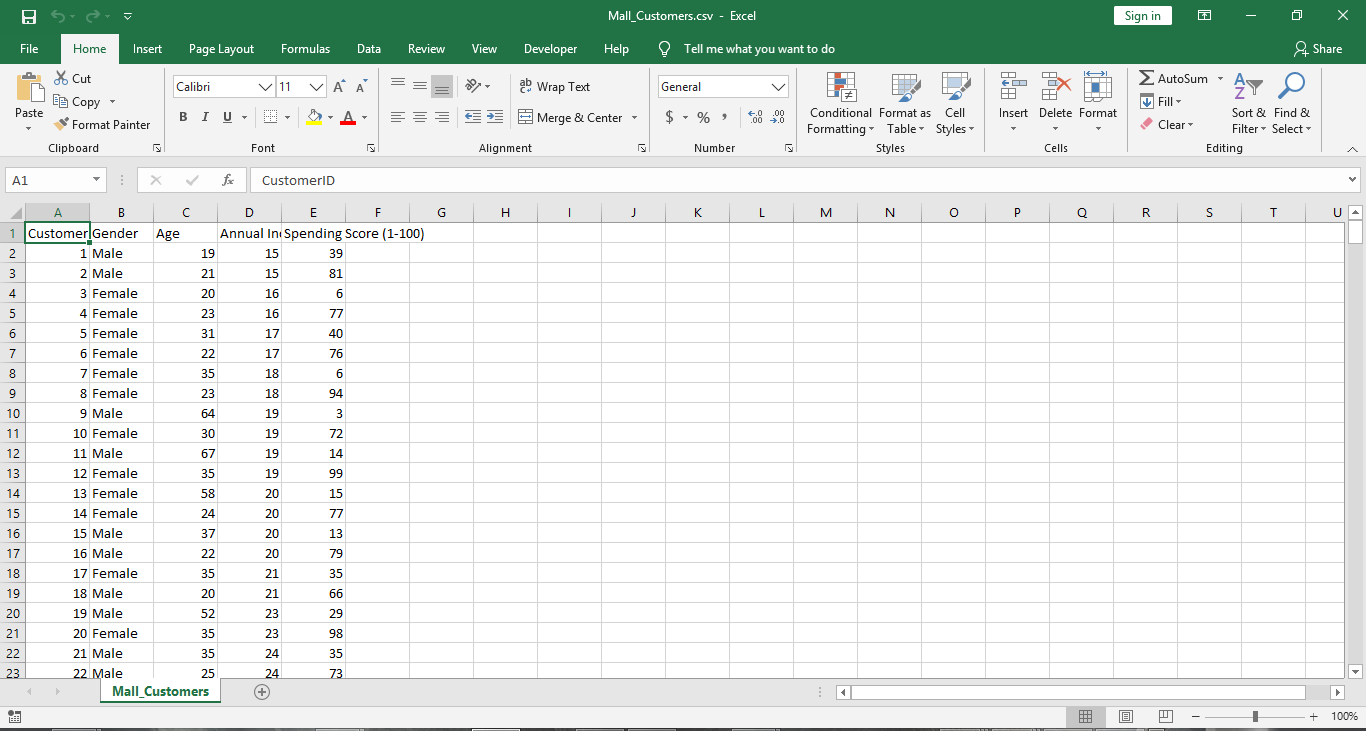 Mall_Customers.csv - Excel
Sign in
File Home Insert Page Layout Formulas Data Review View Developer Help Tell me what you want to do Share
Paste
Cut
Copy
Format Painter
Clipboard
Calibri 11
B I U
Font
Wrap Text
Merge & Center
Alignment
General
$ % ,
Number
Conditional Formatting
Format as Table
Cell Styles
Styles
Insert Delete Format
Cells
AutoSum
Fill
Clear
Sort & Filter
Find & Select
Editing
A1 fx CustomerID
A B C D E F G H I J K L M N O P Q R S T U
1 Customer Gender Age Annual Inc Spending Score (1-100)
2 1 Male 19 15 39
3 2 Male 21 15 81
4 3 Female 20 16 6
5 4 Female 23 16 77
6 5 Female 31 17 40
7 6 Female 22 17 76
8 7 Female 35 18 6
9 8 Female 23 18 94
10 9 Male 64 19 3
11 10 Female 30 19 72
12 11 Male 67 19 14
13 12 Female 35 19 99
14 13 Female 58 20 15
15 14 Female 24 20 77
16 15 Male 37 20 13
17 16 Male 22 20 79
18 17 Female 35 21 35
19 18 Male 20 21 66
20 19 Male 52 23 29
21 20 Female 35 23 98
22 21 Male 35 24 35
23 22 Male 25 24 73
Mall_Customers
100%